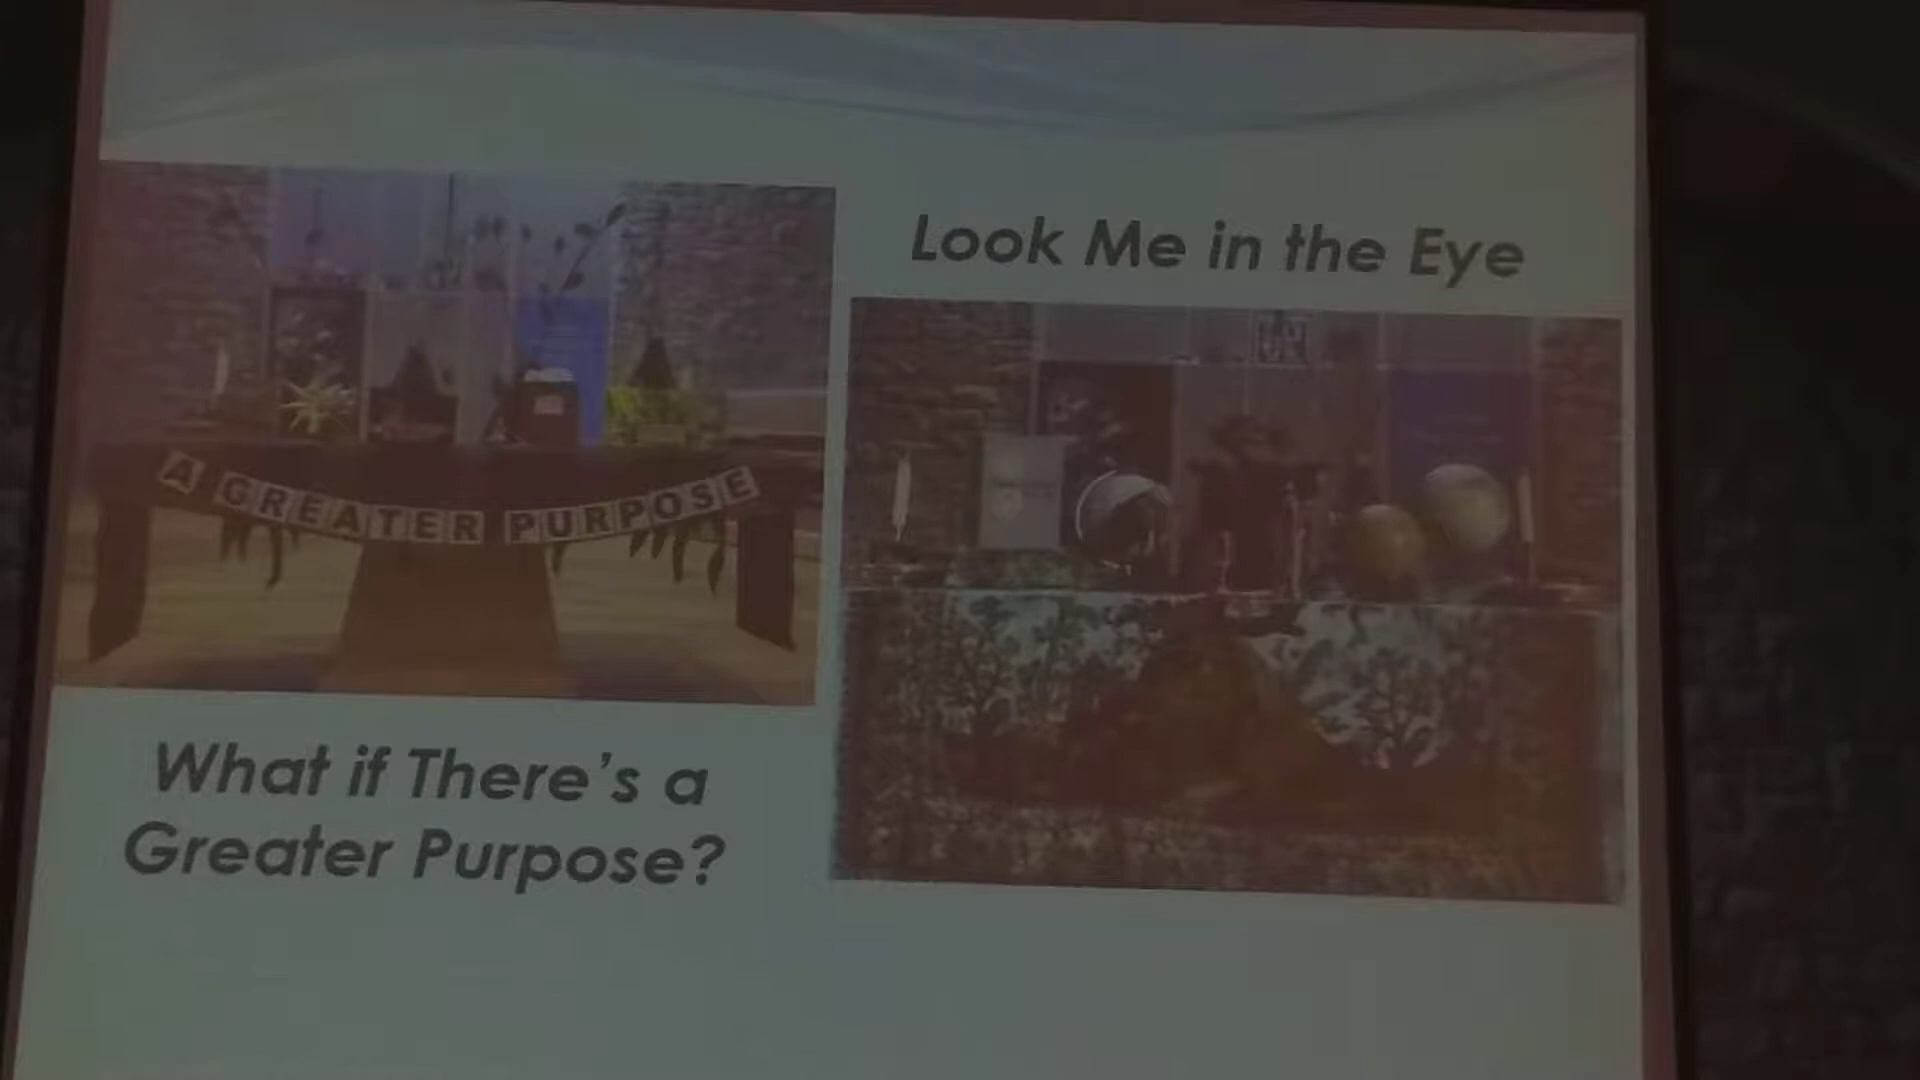 Look Me in the Eye
A GREATER PURPOSE
What if There's a
Greater Purpose?